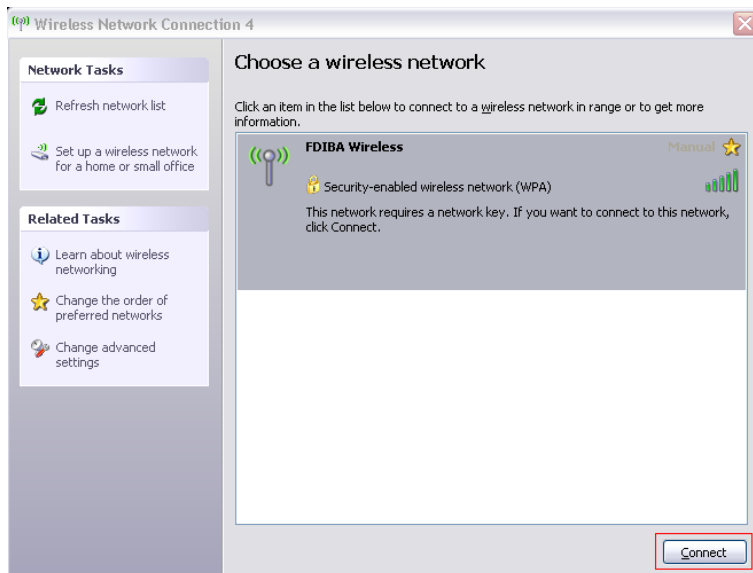 Wireless Network Connection 4
Network Tasks
Refresh network list
Set up a wireless network
for a home or small office
Related Tasks
Learn about wireless
networking
Change the order of
preferred networks
Change advanced
settings
Choose a wireless network
Click an item in the list below to connect to a wireless network in range or to get more
information.
FDIBA Wireless
Manual
Security-enabled wireless network (WPA)
This network requires a network key. If you want to connect to this network,
click Connect.
Connect